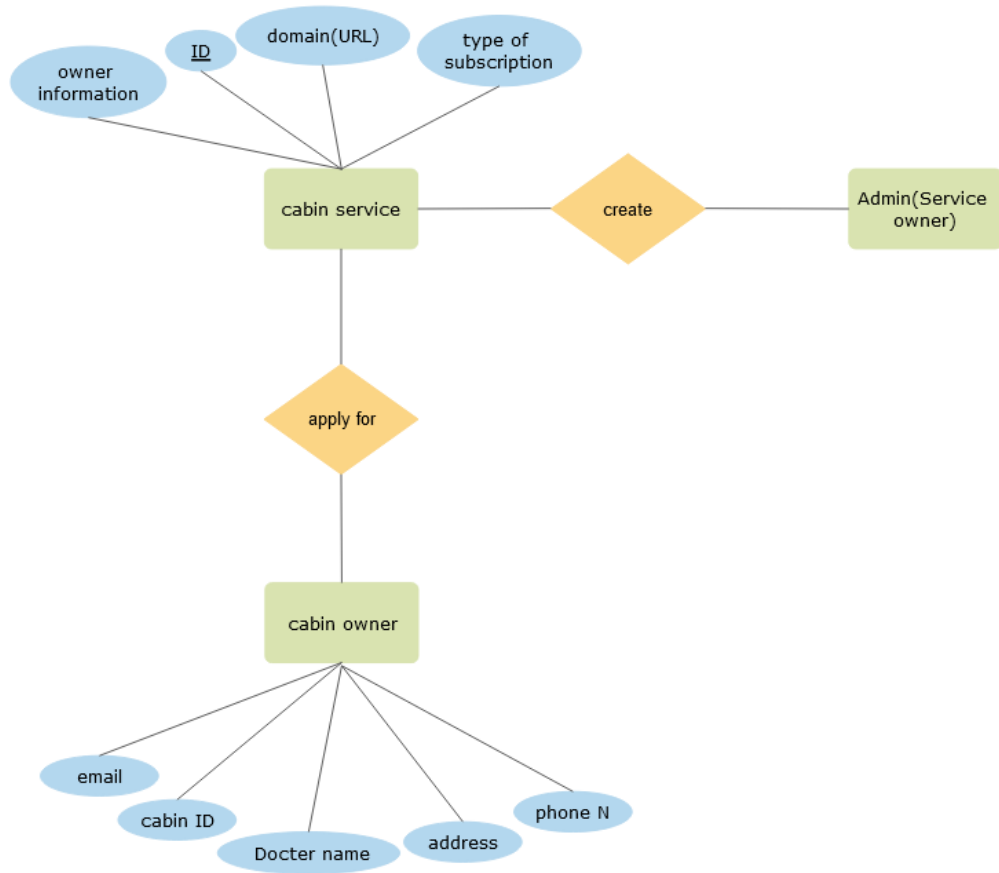 domain(URL)
ID
type of
subscription
owner
information
cabin service
create
Admin(Service
owner)
apply for
cabin owner
email
cabin ID
Docter name
address
phone N